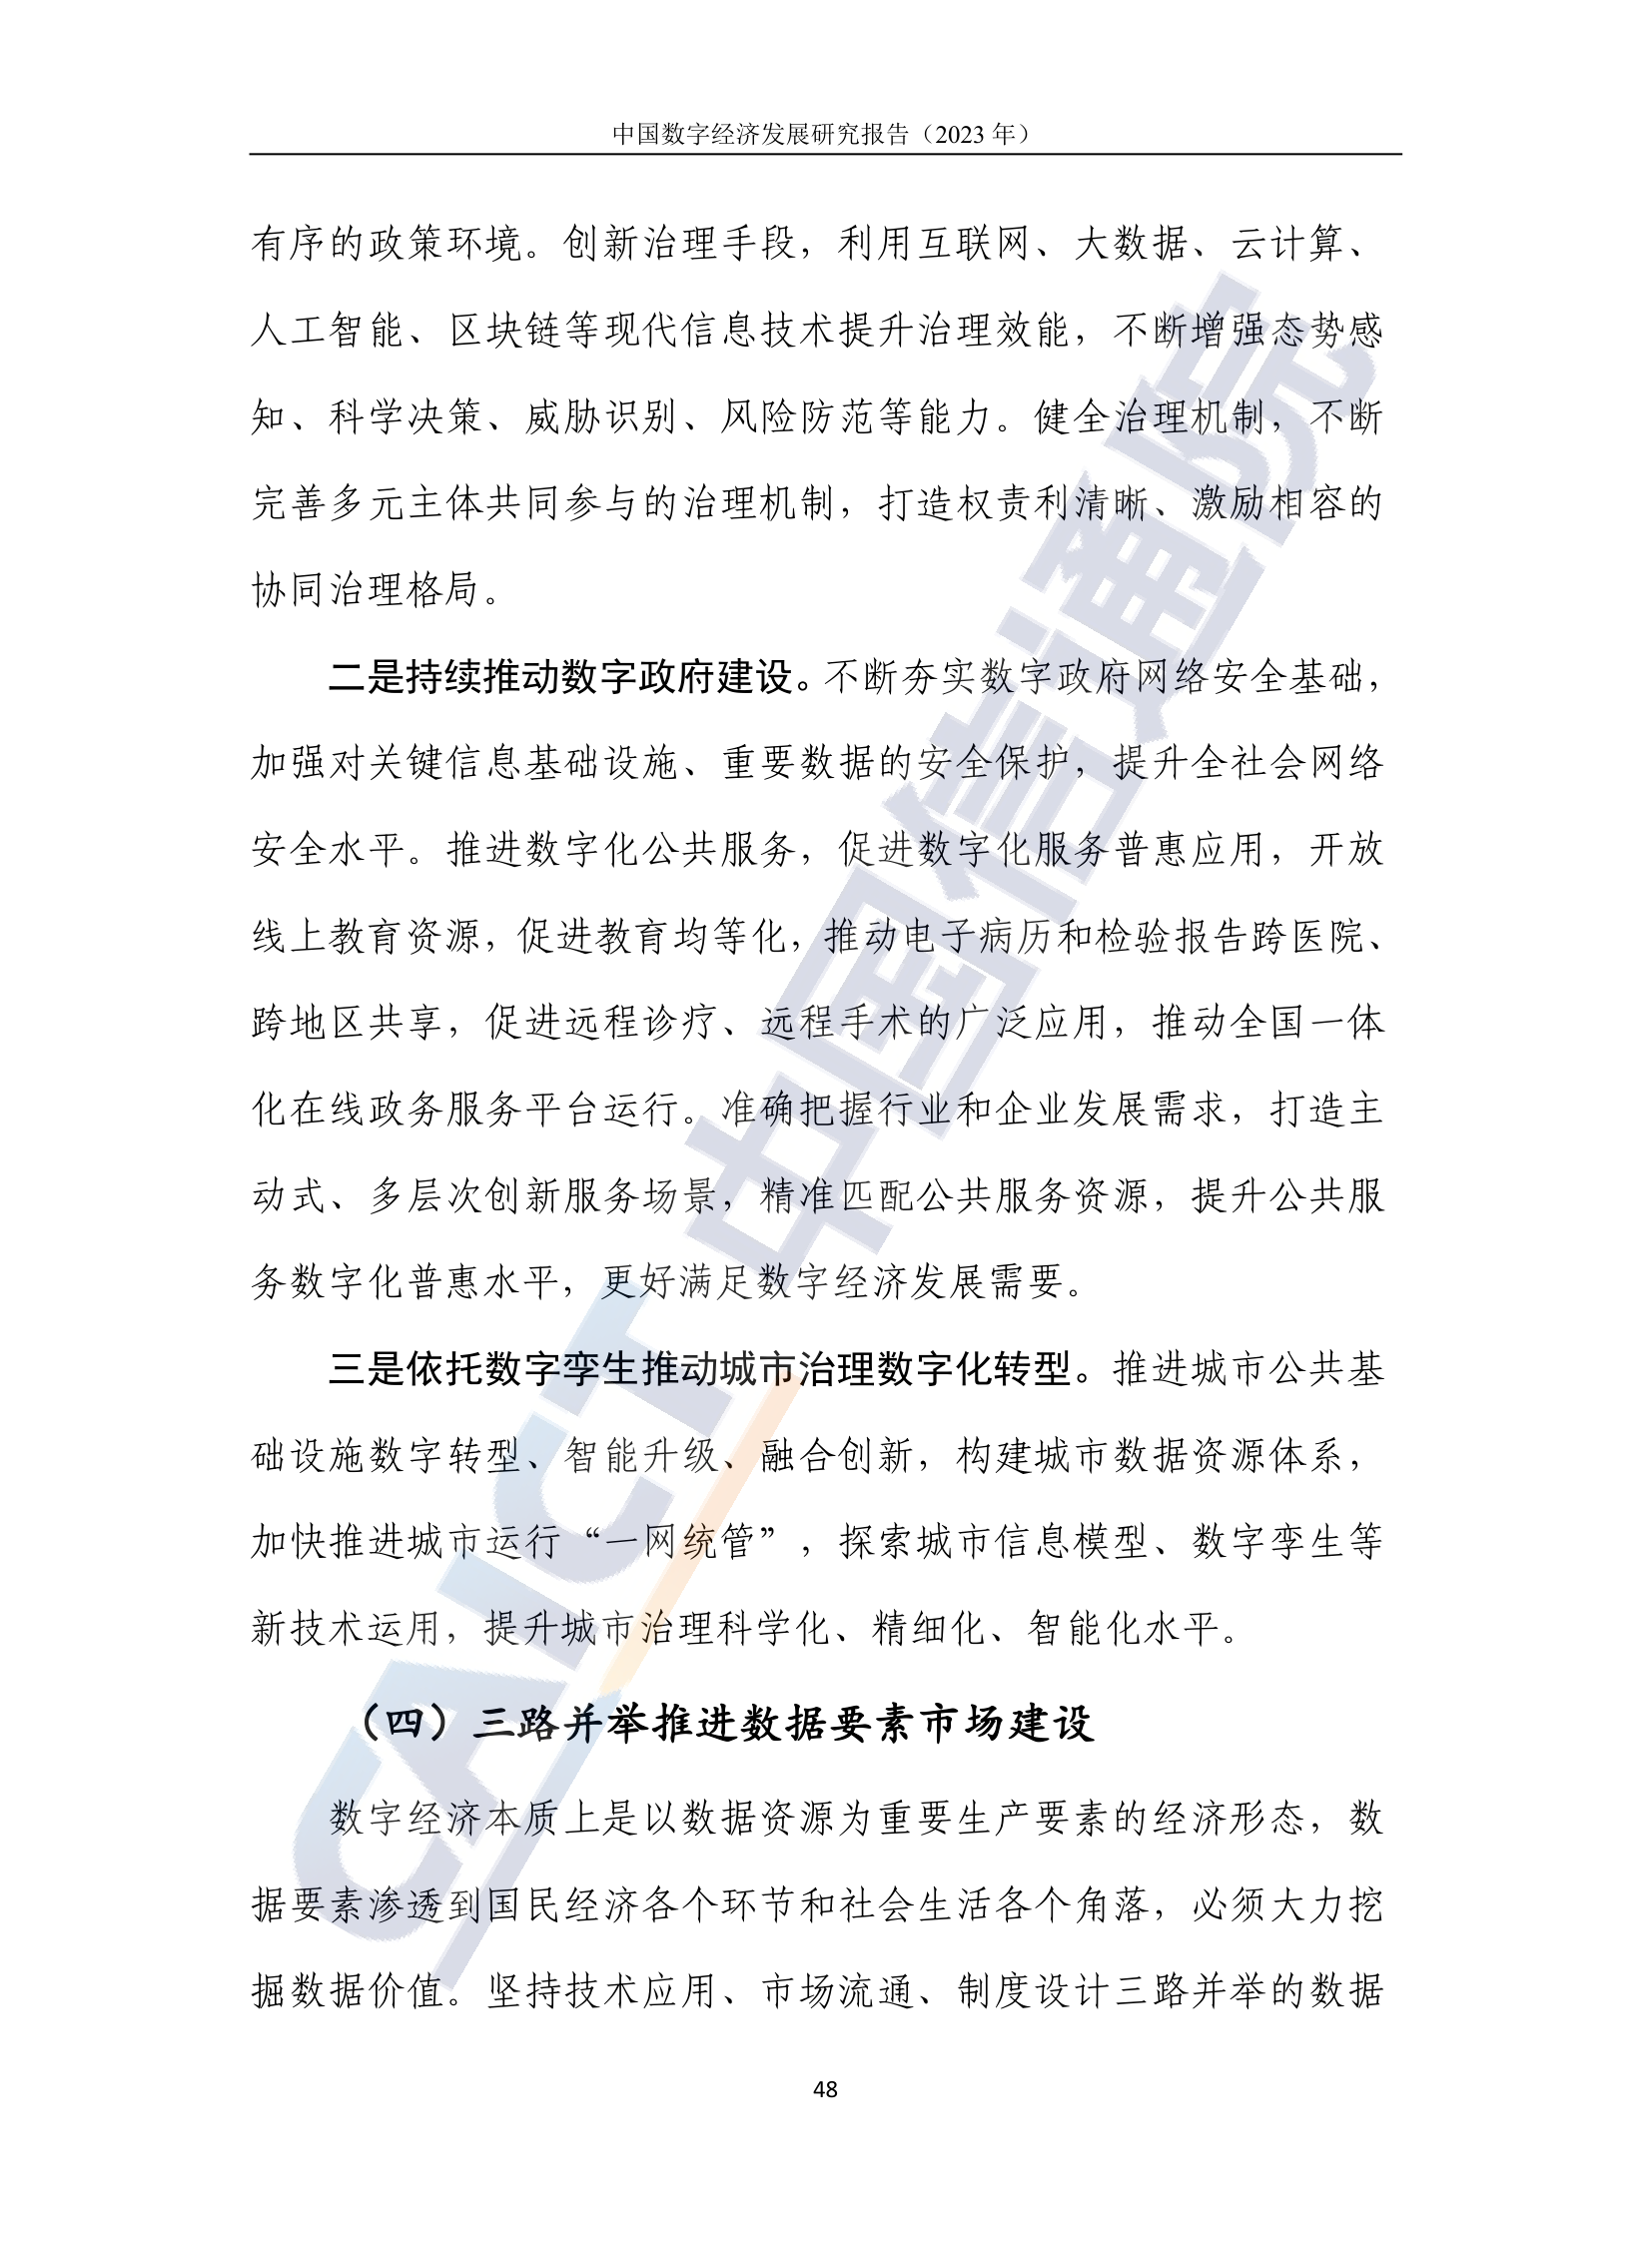 中国数字经济发展研究报告（2023 年）
有序的政策环境。创新治理手段，利用互联网、大数据、云计算、
人工智能、区块链等现代信息技术提升治理效能，不断增强态势感
知、科学决策、威胁识别、风险防范等能力。健全治理机制，不断
完善多元主体共同参与的治理机制，打造权责利清晰、激励相容的
协同治理格局。
二是持续推动数字政府建设。不断夯实数字政府网络安全基础，
加强对关键信息基础设施、重要数据的安全保护，提升全社会网络
安全水平。推进数字化公共服务，促进数字化服务普惠应用，开放
线上教育资源，促进教育均等化，推动电子病历和检验报告跨医院、
跨地区共享，促进远程诊疗、远程手术的广泛应用，推动全国一体
化在线政务服务平台运行。准确把握行业和企业发展需求，打造主
动式、多层次创新服务场景，精准匹配公共服务资源，提升公共服
务数字化普惠水平，更好满足数字经济发展需要。
三是依托数字孪生推动城市治理数字化转型。推进城市公共基
础设施数字转型、智能升级、融合创新，构建城市数据资源体系，
加快推进城市运行“一网统管”，探索城市信息模型、数字孪生等
新技术运用，提升城市治理科学化、精细化、智能化水平。
（四）三路并举推进数据要素市场建设
数字经济本质上是以数据资源为重要生产要素的经济形态，数
据要素渗透到国民经济各个环节和社会生活各个角落，必须大力挖
掘数据价值。坚持技术应用、市场流通、制度设计三路并举的数据
48
CAICT 中国信通院